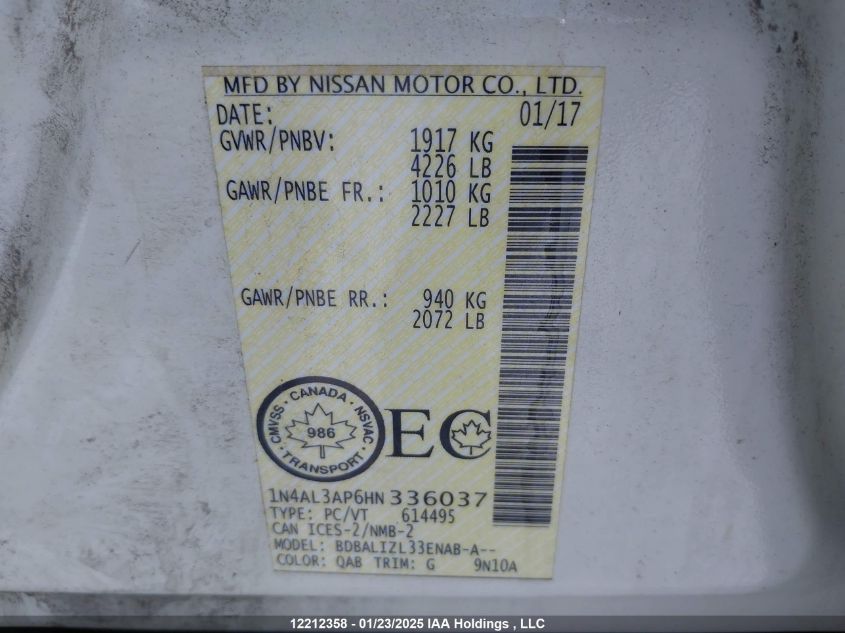 MFD BY NISSAN MOTOR CO., LTD.
DATE: 01/17
GVWR/PNBV: 1917 KG
4226 LB
GAWR/PNBE FR.: 1010 KG
2227 LB
GAWR/PNBE RR.: 940 KG
2072 LB
CMVSS · CANADA · NSVAC
986
TRANSPORT
EC
1N4AL3AP6HN 336037
TYPE: PC/VT 614495
CAN ICES-2/NMB-2
MODEL: BDBALIZL33ENAB-A--
COLOR: QAB TRIM: G 9N10A
12212358 - 01/23/2025 IAA Holdings , LLC